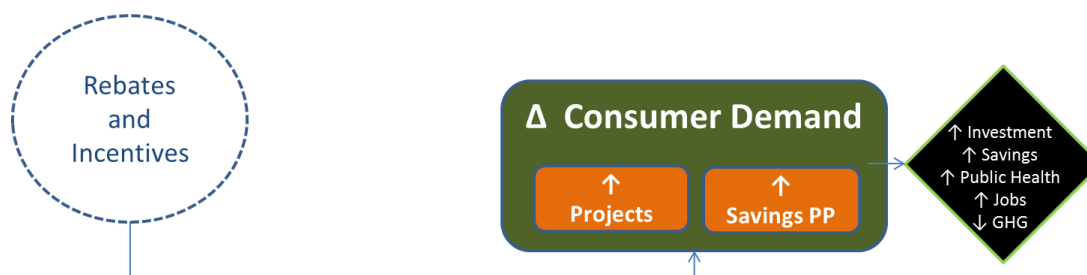 Rebates
and
Incentives
Δ Consumer Demand
↑
Projects
↑
Savings PP
↑ Investment
↑ Savings
↑ Public Health
↑ Jobs
↓ GHG